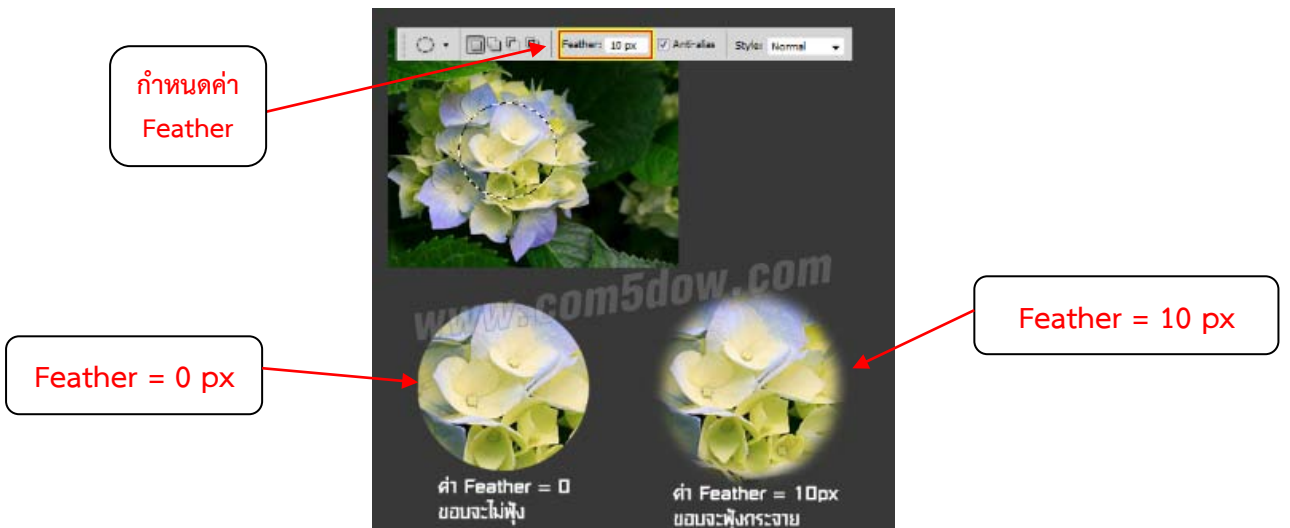 Feather: 10 px Anti-alias Style: Normal
กำหนดค่า
Feather
www.com5dow.com
Feather = 10 px
Feather = 0 px
ค่า Feather = 0
ขอบจะไม่ฟุ้ง
ค่า Feather = 10px
ขอบจะฟุ้งกระจาย